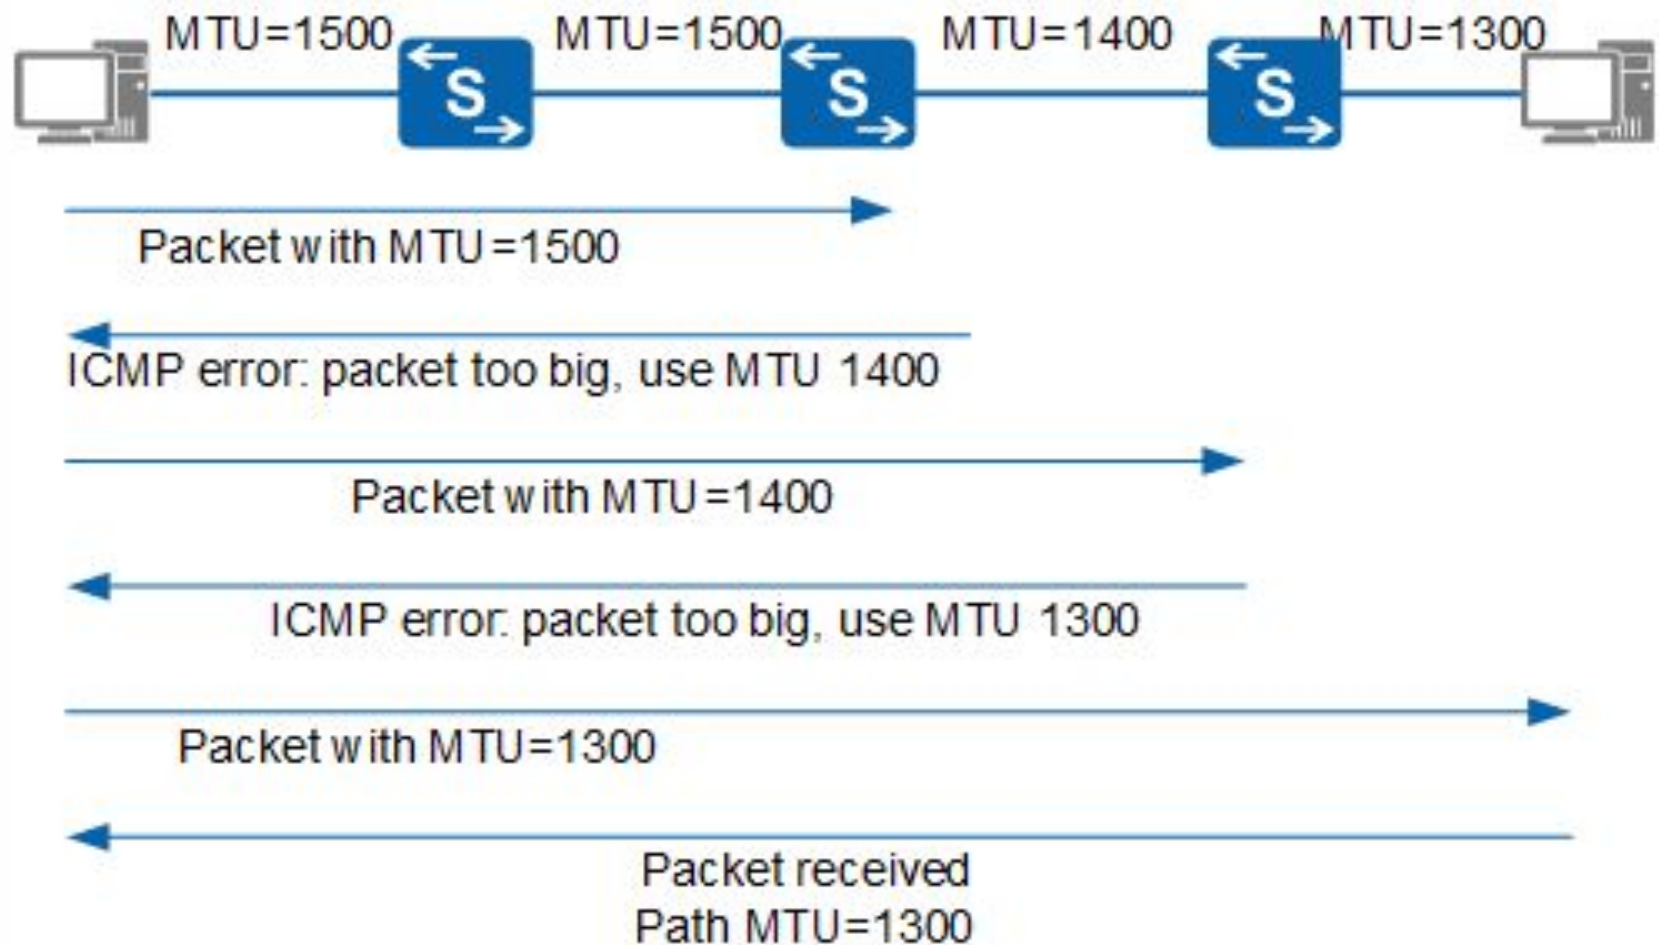 MTU=1500 MTU=1500 MTU=1400 MTU=1300
S S S
Packet with MTU=1500
ICMP error: packet too big, use MTU 1400
Packet with MTU=1400
ICMP error: packet too big, use MTU 1300
Packet with MTU=1300
Packet received
Path MTU=1300